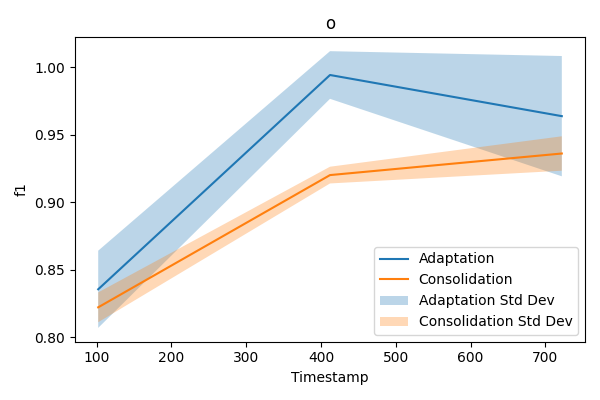 o
f1
1.00
0.95
0.90
0.85
0.80
100
200
300
400
500
600
700
Timestamp
Adaptation
Consolidation
Adaptation Std Dev
Consolidation Std Dev